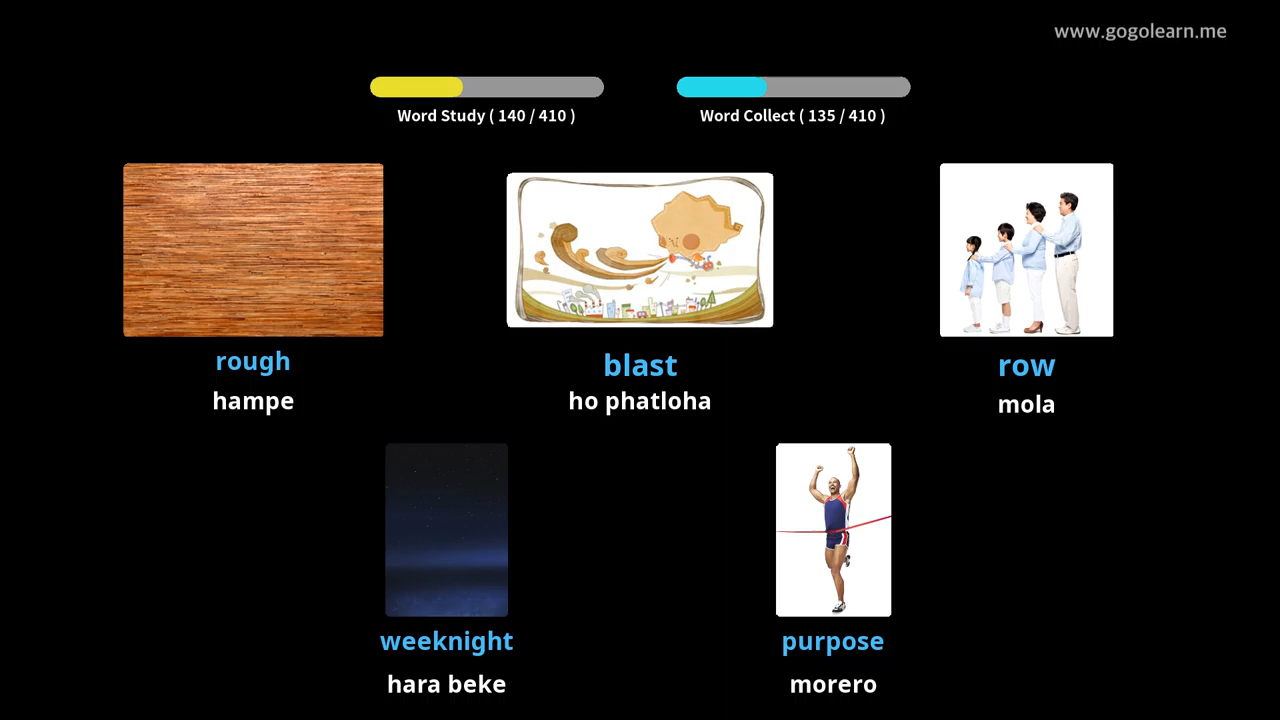 www.gogolearn.me
Word Study ( 140 / 410 )
Word Collect ( 135 / 410 )
rough
hampe
blast
ho phatloha
row
mola
weeknight
hara beke
purpose
morero